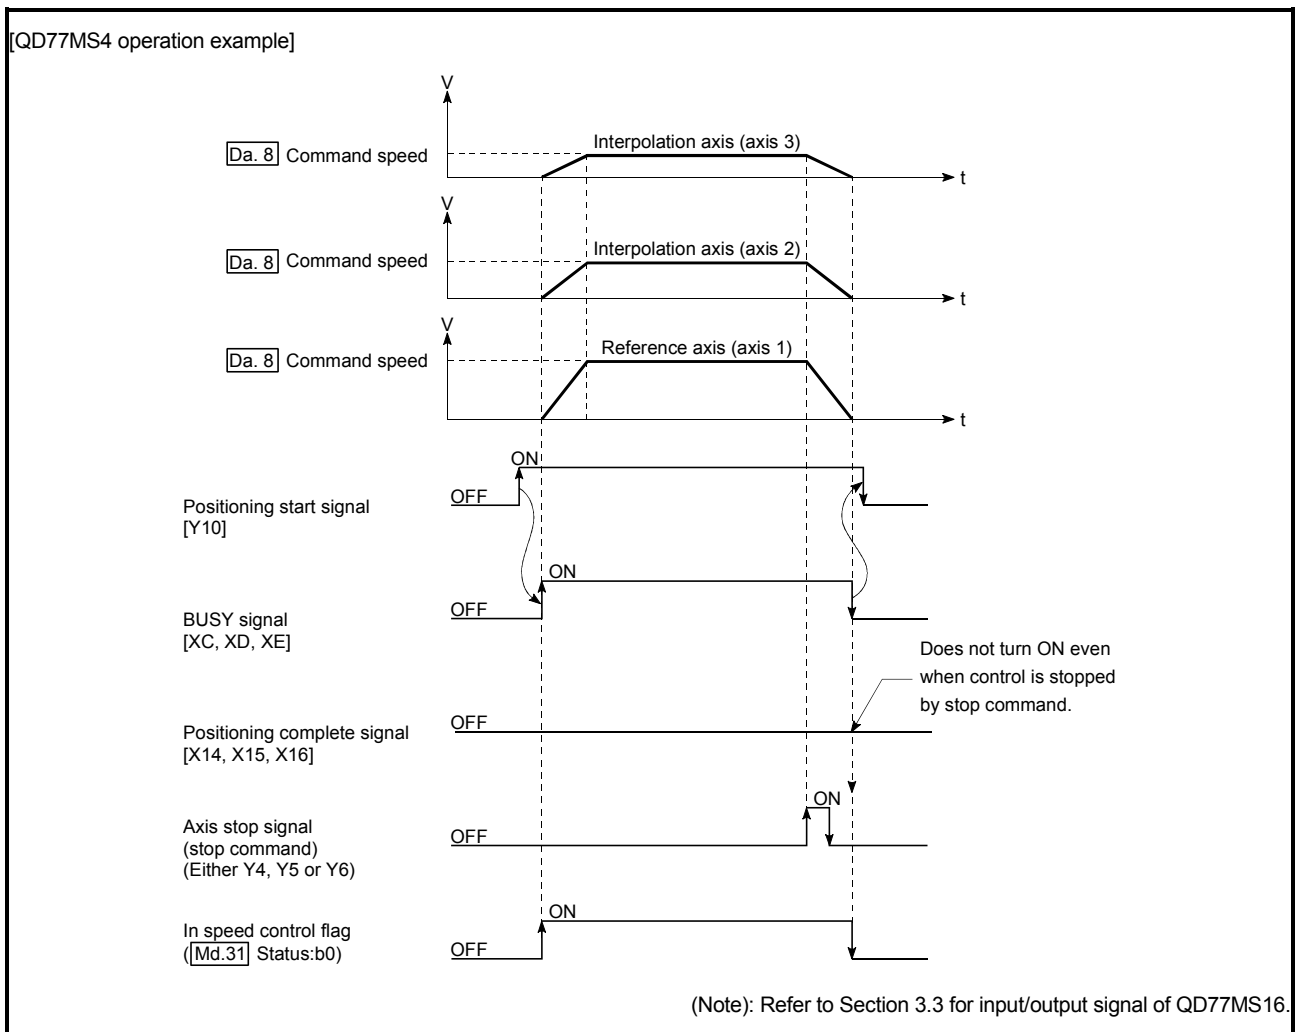 [QD77MS4 operation example]
V
Interpolation axis (axis 3)
Da. 8 Command speed
t
V
Interpolation axis (axis 2)
Da. 8 Command speed
t
V
Reference axis (axis 1)
Da. 8 Command speed
t
ON
OFF
Positioning start signal
[Y10]
ON
OFF
BUSY signal
[XC, XD, XE]
Does not turn ON even
when control is stopped
by stop command.
OFF
Positioning complete signal
[X14, X15, X16]
ON
Axis stop signal
OFF
(stop command)
(Either Y4, Y5 or Y6)
ON
In speed control flag
OFF
(Md.31 Status:b0)
(Note): Refer to Section 3.3 for input/output signal of QD77MS16.